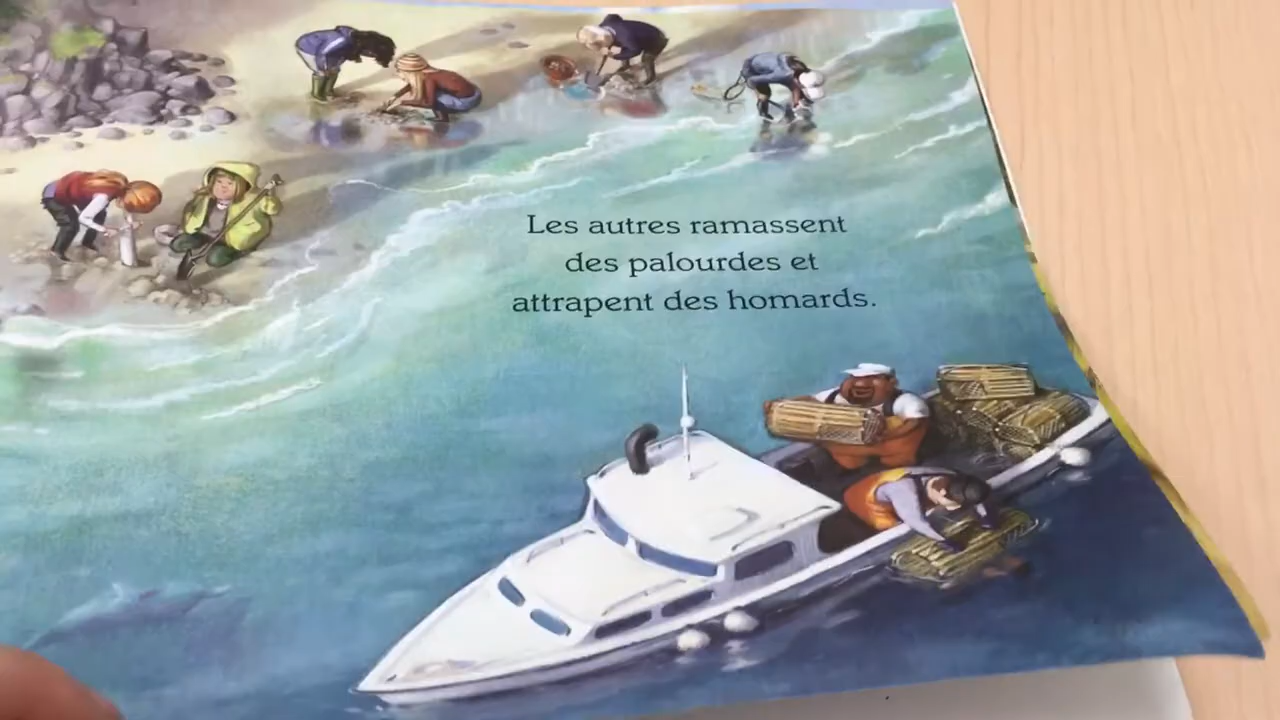 Les autres ramassent
des palourdes et
attrapent des homards.